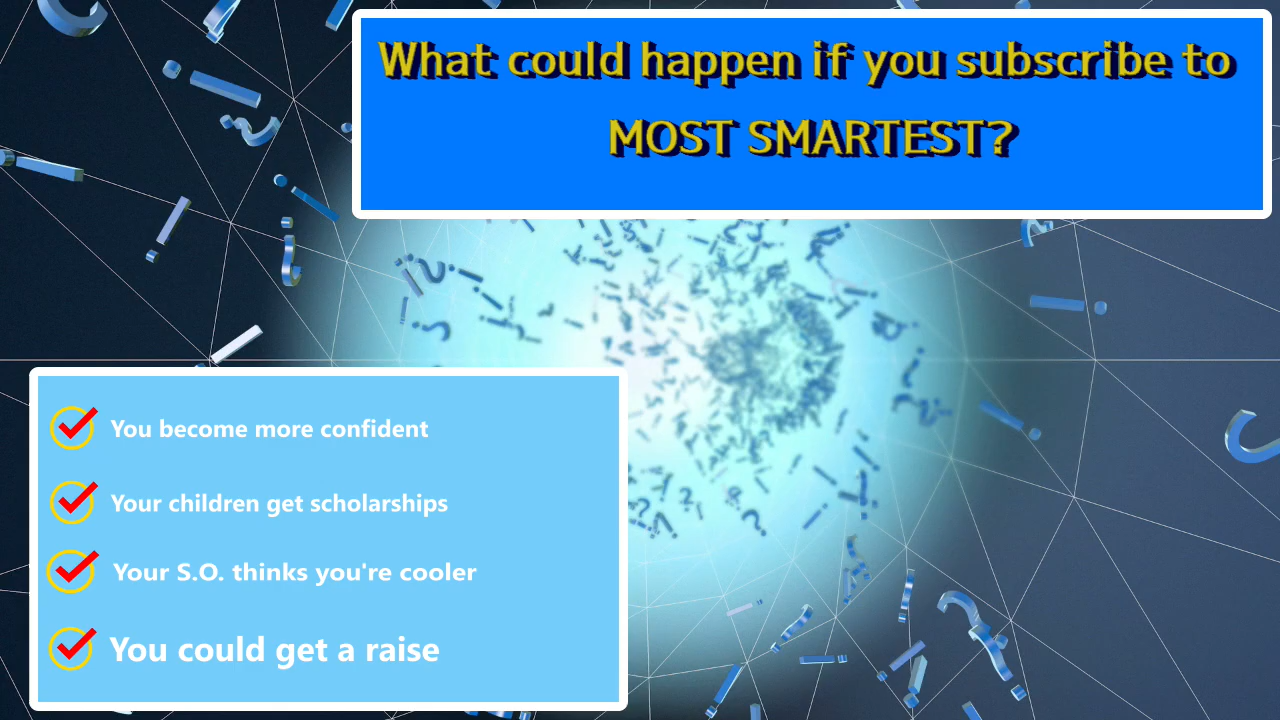 What could happen if you subscribe to
MOST SMARTEST?
You become more confident
Your children get scholarships
Your S.O. thinks you're cooler
You could get a raise